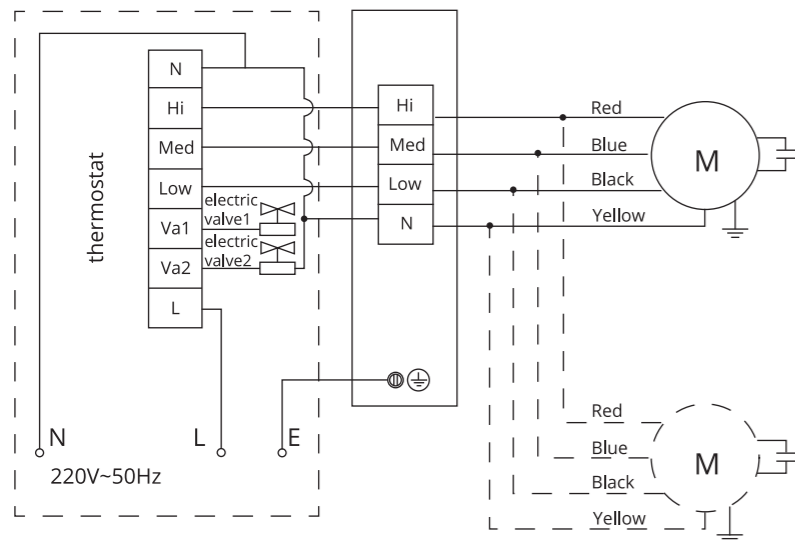 thermostat
N
Hi
Med
Low
Va1
Va2
L
electric
valve1
electric
valve2
Hi
Med
Low
N
Red
Blue
Black
Yellow
M
N
L
E
220V~50Hz
Red
Blue
Black
Yellow
M